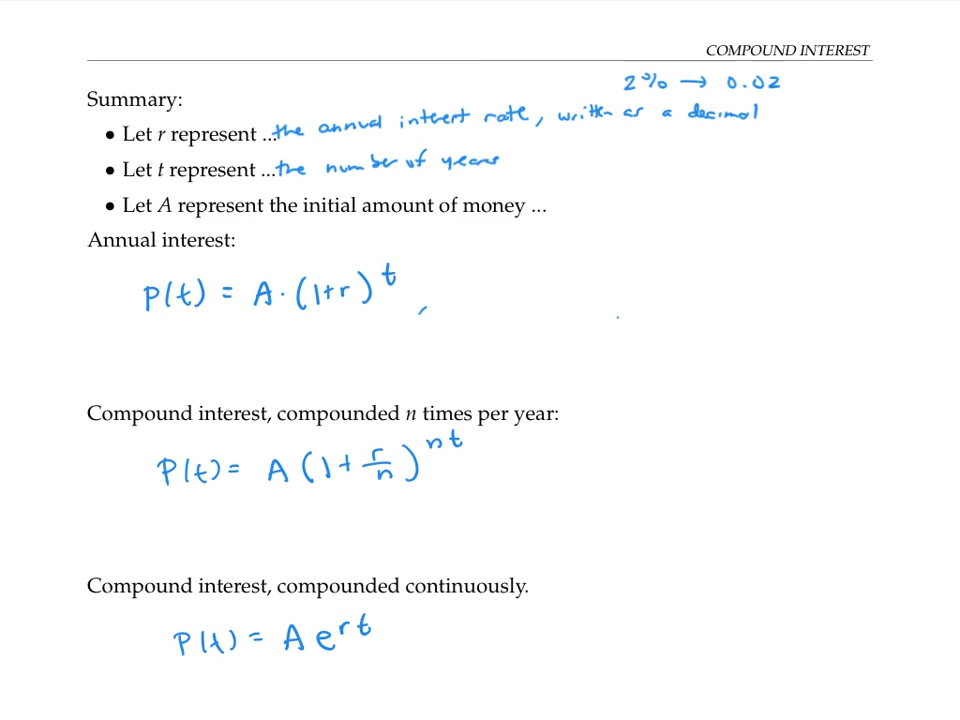 COMPOUND INTEREST
2% → 0.02
Summary:
• Let r represent ...the annual interest rate, written as a decimal
• Let t represent ...the number of years
• Let A represent the initial amount of money ...
Annual interest:
P(t) = A · (1+r)^t
Compound interest, compounded n times per year:
P(t) = A (1 + r/n)^nt
Compound interest, compounded continuously.
P(t) = A e^rt